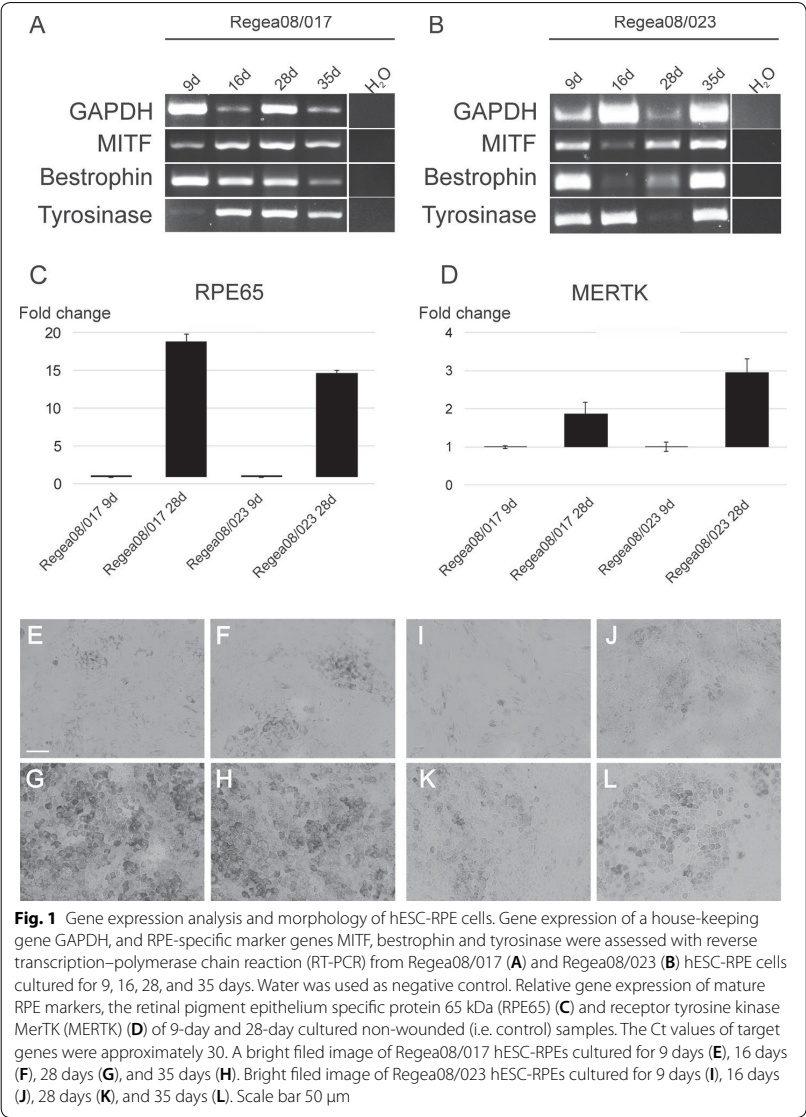 A
Regea08/017
9d 16d 28d 35d H₂O
GAPDH
MITF
Bestrophin
Tyrosinase
B
Regea08/023
9d 16d 28d 35d H₂O
GAPDH
MITF
Bestrophin
Tyrosinase
C
RPE65
Fold change
20
15
10
5
0
Regea08/017 9d
Regea08/017 28d
Regea08/023 9d
Regea08/023 28d
D
MERTK
Fold change
4
3
2
1
0
Regea08/017 9d
Regea08/017 28d
Regea08/023 9d
Regea08/023 28d
E F I J
G H K L
Fig. 1 Gene expression analysis and morphology of hESC-RPE cells. Gene expression of a house-keeping
gene GAPDH, and RPE-specific marker genes MITF, bestrophin and tyrosinase were assessed with reverse
transcription–polymerase chain reaction (RT-PCR) from Regea08/017 (A) and Regea08/023 (B) hESC-RPE cells
cultured for 9, 16, 28, and 35 days. Water was used as negative control. Relative gene expression of mature
RPE markers, the retinal pigment epithelium specific protein 65 kDa (RPE65) (C) and receptor tyrosine kinase
MerTK (MERTK) (D) of 9-day and 28-day cultured non-wounded (i.e. control) samples. The Ct values of target
genes were approximately 30. A bright filed image of Regea08/017 hESC-RPEs cultured for 9 days (E), 16 days
(F), 28 days (G), and 35 days (H). Bright filed image of Regea08/023 hESC-RPEs cultured for 9 days (I), 16 days
(J), 28 days (K), and 35 days (L). Scale bar 50 μm